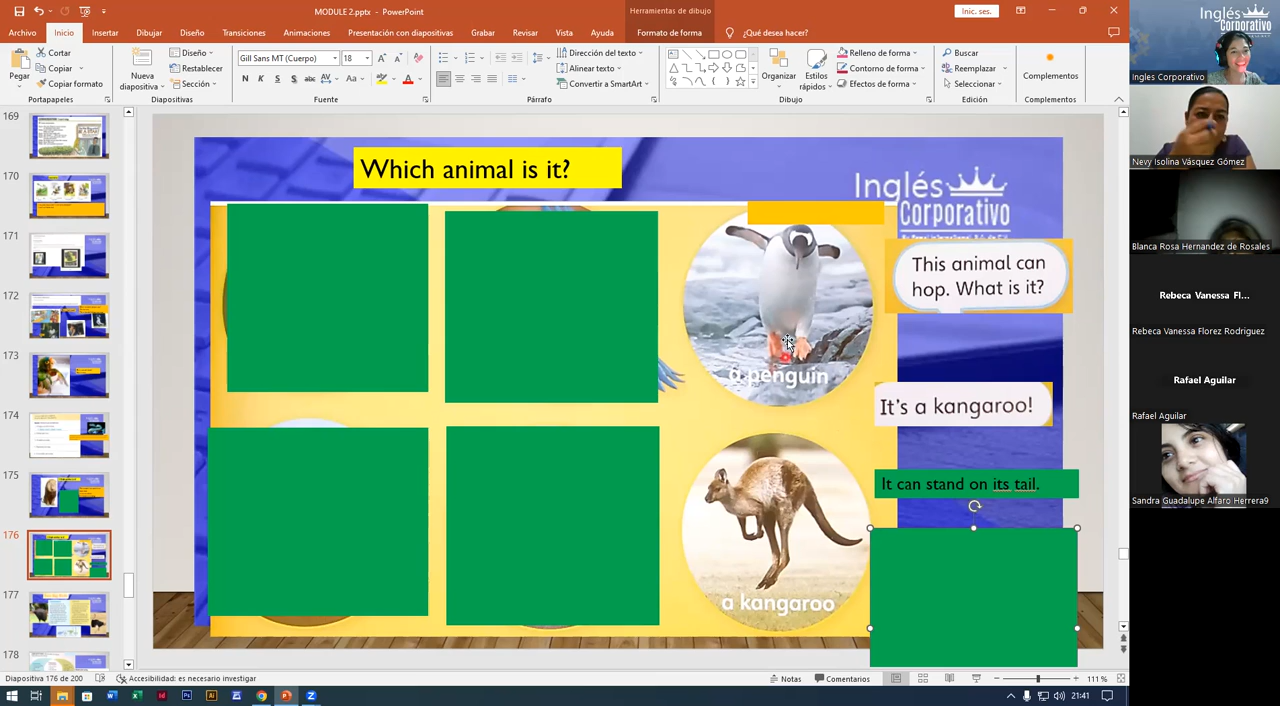 MODULE 2.pptx - PowerPoint
Herramientas de dibujo
Inic. ses.
Archivo Inicio Insertar Dibujar Diseño Transiciones Animaciones Presentación con diapositivas Grabar Revisar Vista Ayuda Formato de forma ¿Qué desea hacer?
Pegar
Cortar
Copiar
Copiar formato
Portapapeles
Nueva
diapositiva
Diseño
Restablecer
Sección
Diapositivas
Gill Sans MT (Cuerpo) 18
N K S abc AV Aa
Fuente
Párrafo
Dirección del texto
Alinear texto
Convertir a SmartArt
Organizar
Estilos
rápidos
Relleno de forma
Contorno de forma
Efectos de forma
Dibujo
Buscar
Reemplazar
Seleccionar
Edición
Complementos
Complementos
169
170
171
172
173
174
175
176
177
178
Which animal is it?
Inglés
Corporativo
a penguin
This animal can
hop. What is it?
It's a kangaroo!
It can stand on its tail.
a kangaroo
Inglés
Corporativo
Ingles Corporativo
Nevy Isolina Vásquez Gómez
Blanca Rosa Hernandez de Rosales
Rebeca Vanessa Fl...
Rebeca Vanessa Florez Rodriguez
Rafael Aguilar
Rafael Aguilar
Sandra Guadalupe Alfaro Herrera9
Diapositiva 176 de 200
Accesibilidad: es necesario investigar
Notas
Comentarios
111 %
21:41